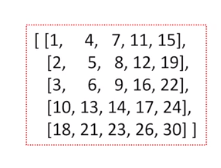 [ [1, 4, 7, 11, 15],
[2, 5, 8, 12, 19],
[3, 6, 9, 16, 22],
[10, 13, 14, 17, 24],
[18, 21, 23, 26, 30] ]